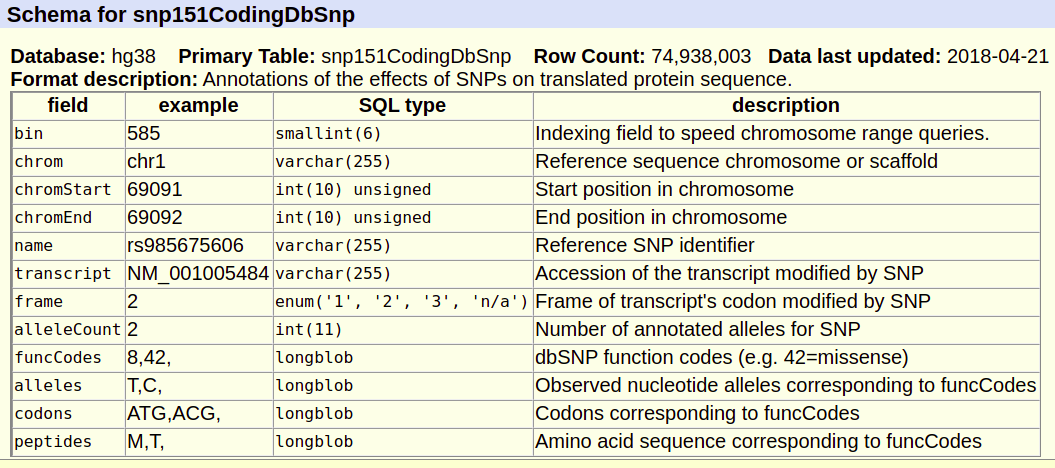 Schema for snp151CodingDbSnp
Database: hg38 Primary Table: snp151CodingDbSnp Row Count: 74,938,003 Data last updated: 2018-04-21
Format description: Annotations of the effects of SNPs on translated protein sequence.
field example SQL type description
bin 585 smallint(6) Indexing field to speed chromosome range queries.
chrom chr1 varchar(255) Reference sequence chromosome or scaffold
chromStart 69091 int(10) unsigned Start position in chromosome
chromEnd 69092 int(10) unsigned End position in chromosome
name rs985675606 varchar(255) Reference SNP identifier
transcript NM_001005484 varchar(255) Accession of the transcript modified by SNP
frame 2 enum('1', '2', '3', 'n/a') Frame of transcript's codon modified by SNP
alleleCount 2 int(11) Number of annotated alleles for SNP
funcCodes 8,42, longblob dbSNP function codes (e.g. 42=missense)
alleles T,C, longblob Observed nucleotide alleles corresponding to funcCodes
codons ATG,ACG, longblob Codons corresponding to funcCodes
peptides M,T, longblob Amino acid sequence corresponding to funcCodes